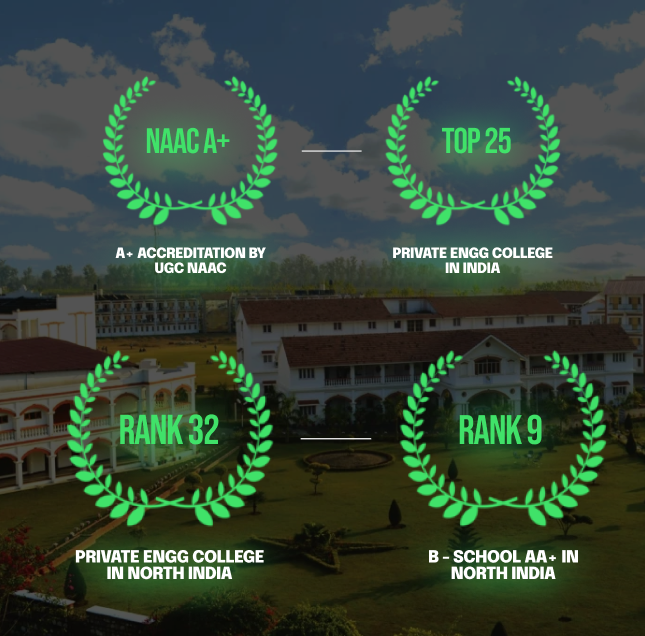 NAAC A+
TOP 25
A+ ACCREDITATION BY
UGC NAAC
PRIVATE ENGG COLLEGE
IN INDIA
RANK 32
RANK 9
PRIVATE ENGG COLLEGE
IN NORTH INDIA
B - SCHOOL AA+ IN
NORTH INDIA